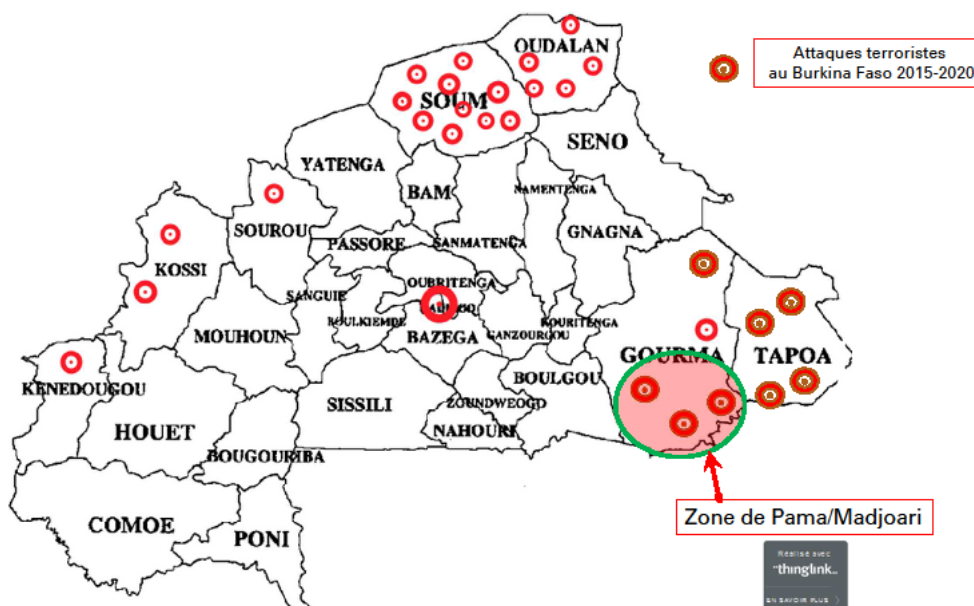 OUDALAN
Attaques terroristes
au Burkina Faso 2015-2020
SOUM
SENO
YATENGA
BAM
NAMENTENGA
SOUROU
GNAGNA
PASSORE
SANMATENGA
KOSSI
OUBRITENGA
SANGUIE
MOUHOUN
BOULKIEMDE
BAZEGA
GANZOURGOU
KOURITENGA
GOURMA
TAPOA
KENEDOUGOU
BOULGOU
SISSILI
ZOUNDWEOGO
HOUET
NAHOURI
BOUGOURIBA
COMOE
PONI
Zone de Pama/Madjoari
Réalisé avec
"thinglink..
EN SAVOIR PLUS >